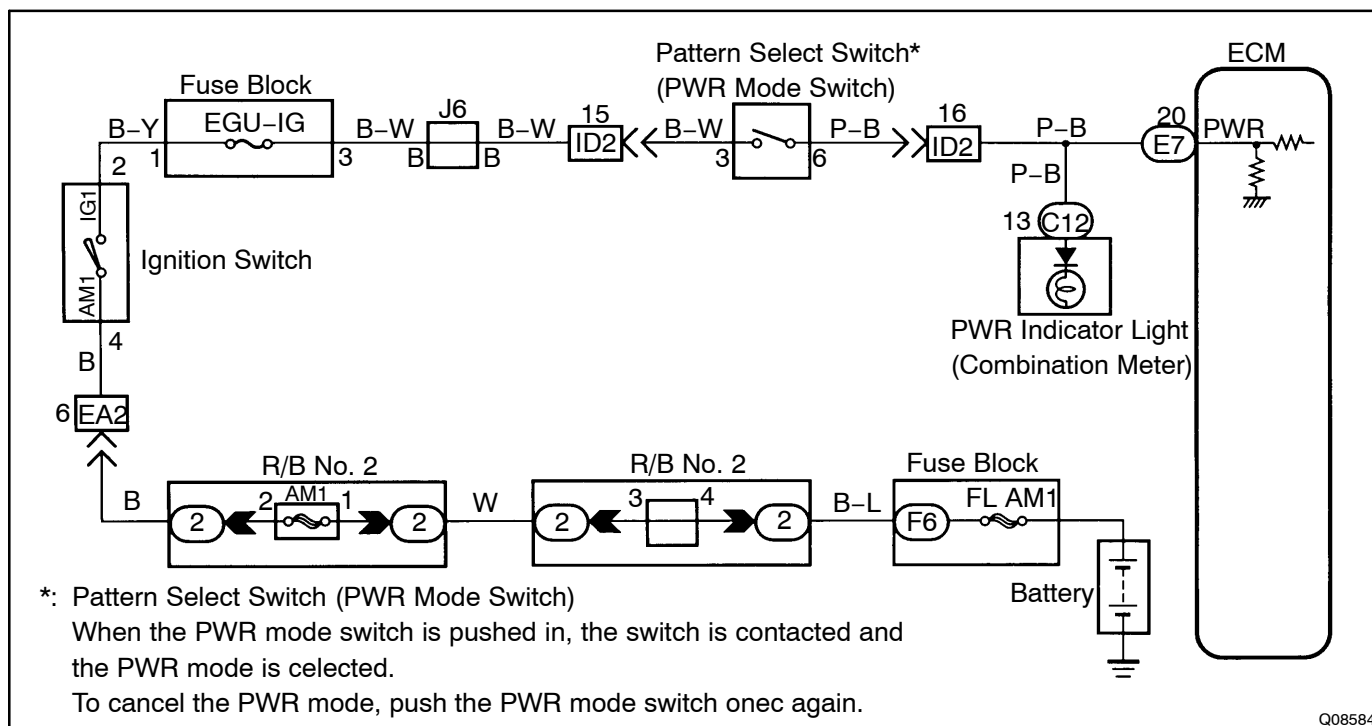 Pattern Select Switch*
(PWR Mode Switch)
ECM
Fuse Block
EGU–IG
B–Y
1
3
B–W
J6
B
B
B–W
15
ID2
B–W
3
6
P–B
16
ID2
P–B
20
E7
PWR
P–B
13
C12
PWR Indicator Light
(Combination Meter)
2
IG1
AM1
Ignition Switch
4
B
6
EA2
B
R/B No. 2
2
2
AM1
1
2
W
R/B No. 2
2
3
4
2
B–L
Fuse Block
F6
FL AM1
Battery
*: Pattern Select Switch (PWR Mode Switch)
When the PWR mode switch is pushed in, the switch is contacted and
the PWR mode is celected.
To cancel the PWR mode, push the PWR mode switch onec again.
Q08584